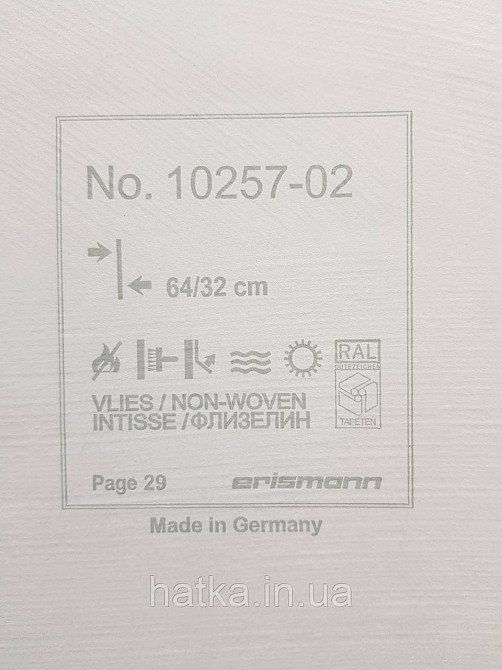 No. 10257-02
64/32 cm
RAL
GÜTEZEICHEN
TAPETEN
VLIES / NON-WOVEN
INTISSE / ФЛИЗЕЛИН
Page 29 erismann
Made in Germany
hatka.in.ua